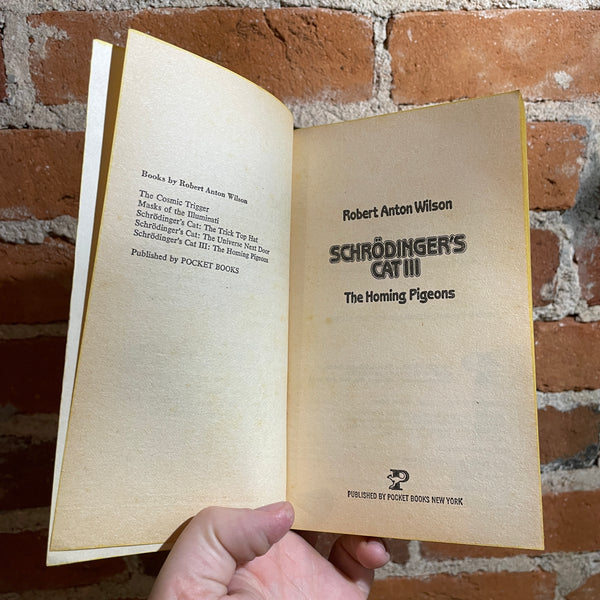 Books by Robert Anton Wilson
The Cosmic Trigger
Masks of the Illuminati
Schrödinger's Cat: The Trick Top Hat
Schrödinger's Cat: The Universe Next Door
Schrödinger's Cat III: The Homing Pigeons
Published by POCKET BOOKS
Robert Anton Wilson
SCHRÖDINGER'S
CAT III
The Homing Pigeons
PUBLISHED BY POCKET BOOKS NEW YORK